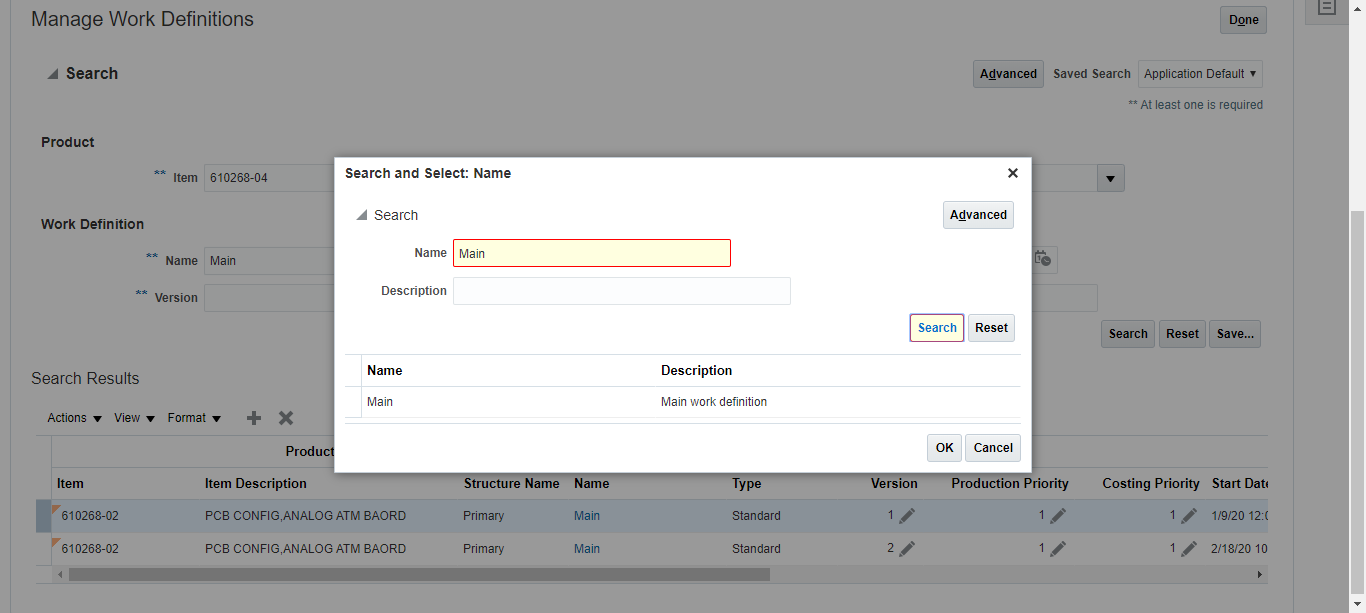 Manage Work Definitions
Done
Search
Advanced Saved Search Application Default
** At least one is required
Product
** Item 610268-04
Work Definition
** Name Main
** Version
Search Reset Save...
Search and Select: Name
Search
Advanced
Name Main
Description
Search Reset
Name Description
Main Main work definition
OK Cancel
Search Results
Actions View Format
Product
Item Item Description Structure Name Name Type Version Production Priority Costing Priority Start Date
610268-02 PCB CONFIG,ANALOG ATM BAORD Primary Main Standard 1 1 1 1/9/20 12:0
610268-02 PCB CONFIG,ANALOG ATM BAORD Primary Main Standard 2 1 1 2/18/20 10